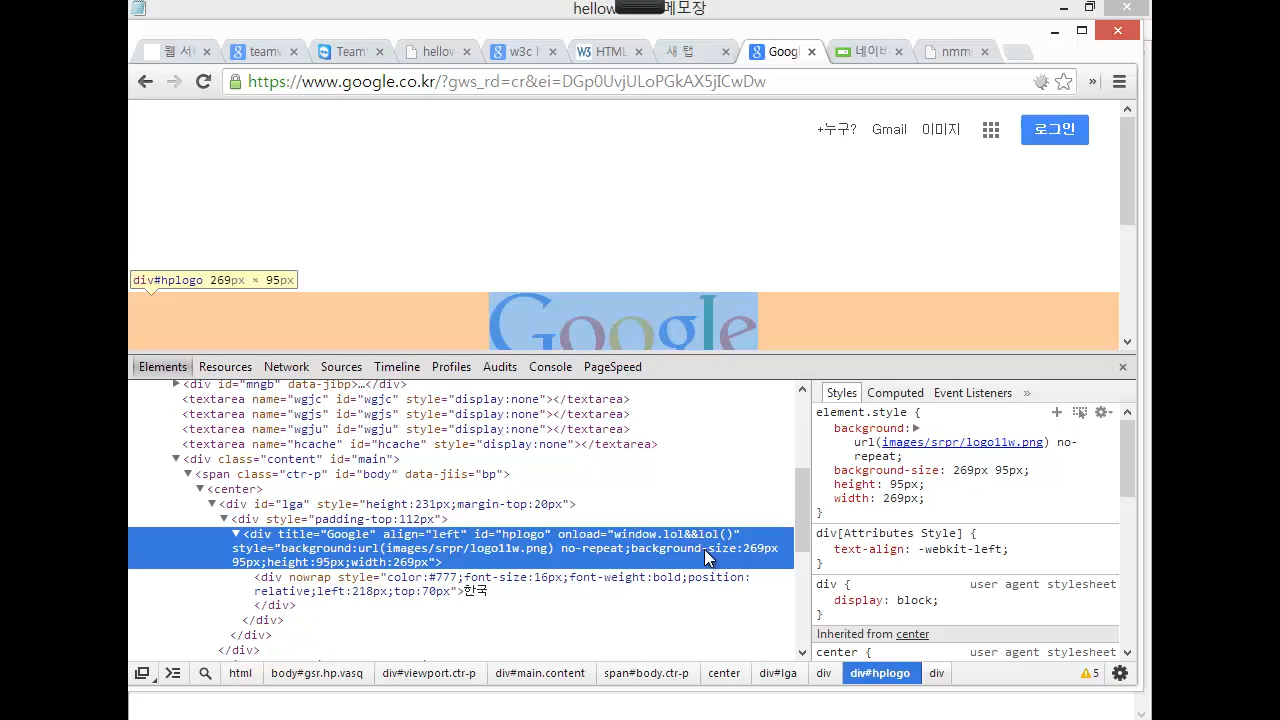 hellow
메모장
웹 서
teamv
Team
hellov
w3c h
HTML
새 탭
Googl
네이버
nmms
https://www.google.co.kr/?gws_rd=cr&ei=DGp0UvjULoPGkAX5jICwDw
+누구? Gmail 이미지 로그인
div#hplogo 269px × 95px
Google
Elements Resources Network Sources Timeline Profiles Audits Console PageSpeed
<div id="mngb" data-jibp>…</div>
<textarea name="wgjc" id="wgjc" style="display:none"></textarea>
<textarea name="wgjs" id="wgjs" style="display:none"></textarea>
<textarea name="wgju" id="wgju" style="display:none"></textarea>
<textarea name="hcache" id="hcache" style="display:none"></textarea>
<div class="content" id="main">
<span class="ctr-p" id="body" data-jiis="bp">
<center>
<div id="lga" style="height:231px;margin-top:20px">
<div style="padding-top:112px">
<div title="Google" align="left" id="hplogo" onload="window.lol&&lol()"
style="background:url(images/srpr/logo11w.png) no-repeat;background-size:269px
95px;height:95px;width:269px">
<div nowrap style="color:#777;font-size:16px;font-weight:bold;position:
relative;left:218px;top:70px">한국
</div>
</div>
</div>
</div>
Styles Computed Event Listeners »
element.style {
background:
url(images/srpr/logo11w.png) no-
repeat;
background-size: 269px 95px;
height: 95px;
width: 269px;
}
div[Attributes Style] {
text-align: -webkit-left;
}
div { user agent stylesheet
display: block;
}
Inherited from center
center { user agent stylesheet
html body#gsr.hp.vasq div#viewport.ctr-p div#main.content span#body.ctr-p center div#lga div div#hplogo div 5